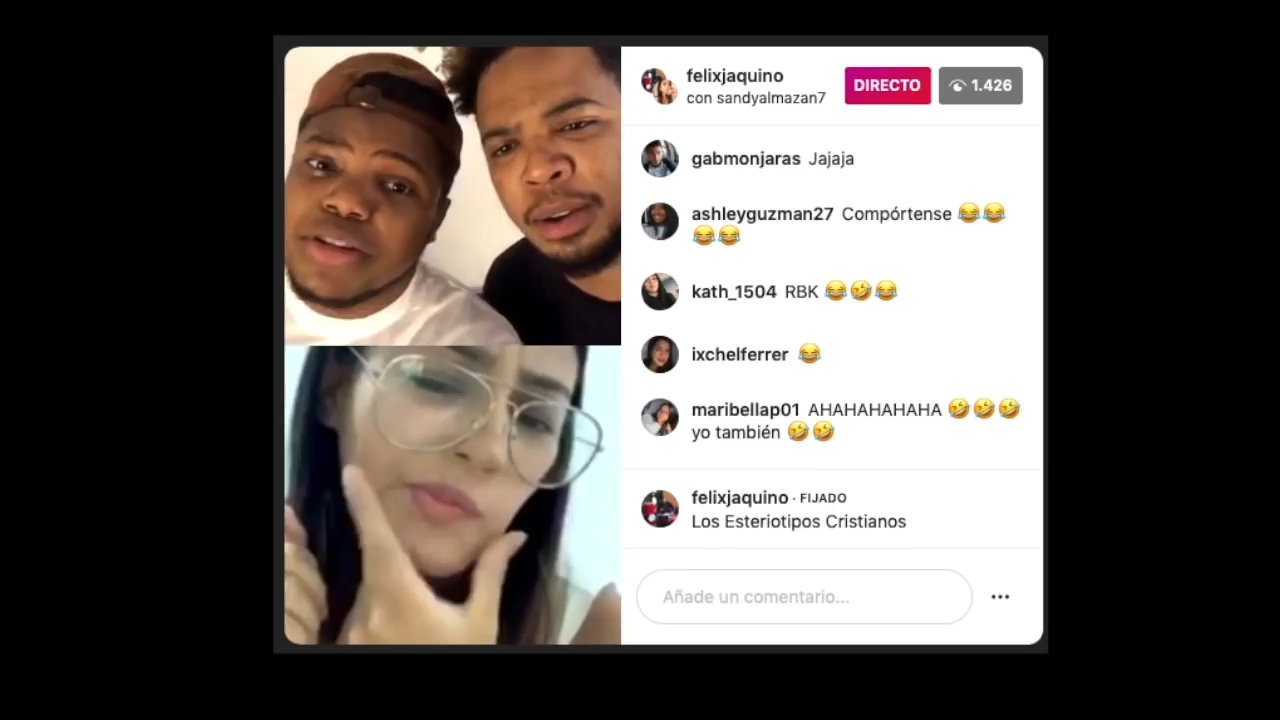 felixjaquino
con sandyalmazan7
DIRECTO
1.426
gabmonjaras Jajaja
ashleyguzman27 Compórtense 😂😂
😂😂
kath_1504 RBK 😂🤣😂
ixchelferrer 😂
maribellap01 AHAHAHAHAHA 🤣🤣🤣
yo también 🤣🤣
felixjaquino · FIJADO
Los Esteriotipos Cristianos
Añade un comentario...